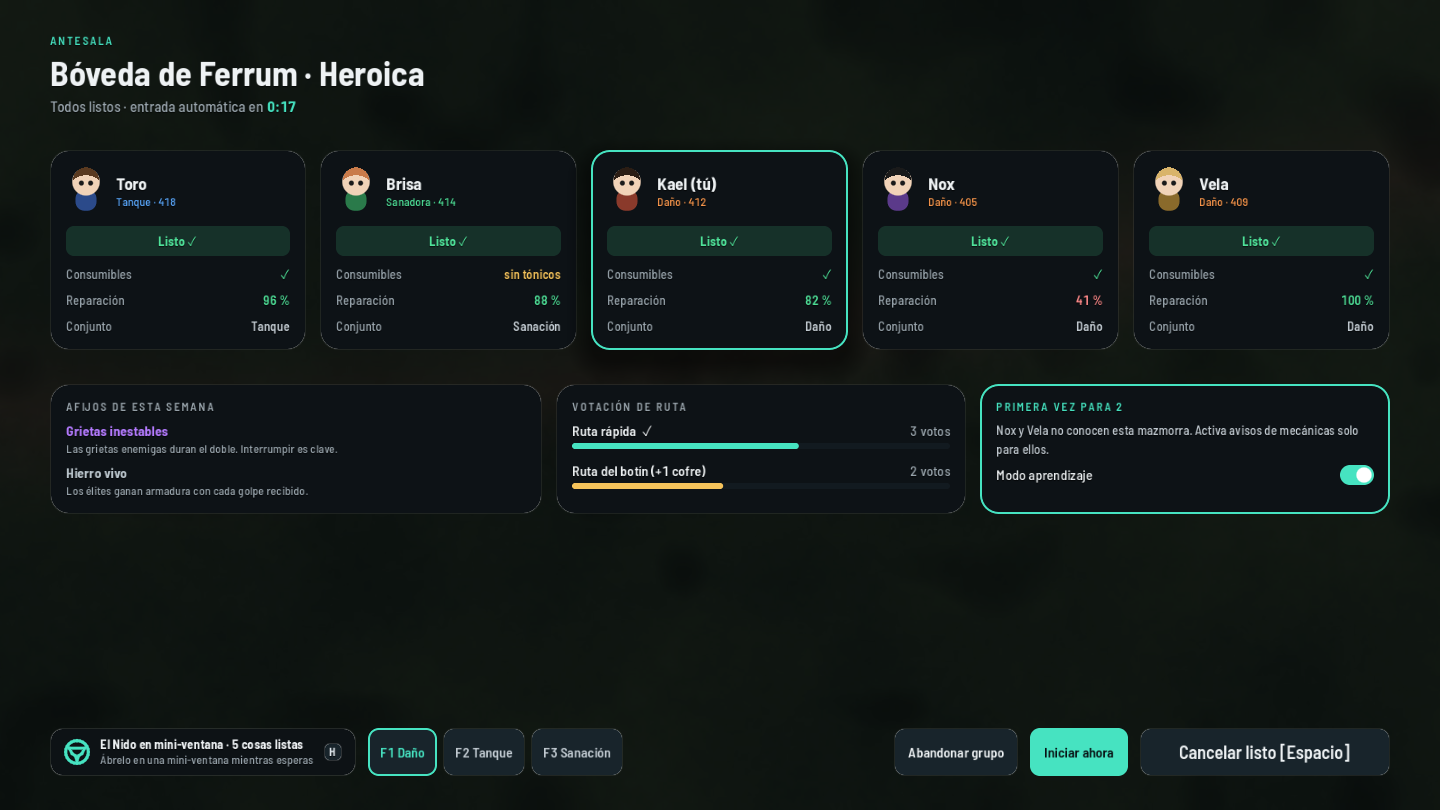 ANTESALA
Bóveda de Ferrum · Heroica
Todos listos · entrada automática en 0:17
Toro
Tanque · 418
Listo ✓
Consumibles ✓
Reparación 96 %
Conjunto Tanque
Brisa
Sanadora · 414
Listo ✓
Consumibles sin tónicos
Reparación 88 %
Conjunto Sanación
Kael (tú)
Daño · 412
Listo ✓
Consumibles ✓
Reparación 82 %
Conjunto Daño
Nox
Daño · 405
Listo ✓
Consumibles ✓
Reparación 41 %
Conjunto Daño
Vela
Daño · 409
Listo ✓
Consumibles ✓
Reparación 100 %
Conjunto Daño
AFIJOS DE ESTA SEMANA
Grietas inestables
Las grietas enemigas duran el doble. Interrumpir es clave.
Hierro vivo
Los élites ganan armadura con cada golpe recibido.
VOTACIÓN DE RUTA
Ruta rápida ✓ 3 votos
Ruta del botín (+1 cofre) 2 votos
PRIMERA VEZ PARA 2
Nox y Vela no conocen esta mazmorra. Activa avisos de mecánicas solo
para ellos.
Modo aprendizaje
El Nido en mini-ventana · 5 cosas listas
Ábrelo en una mini-ventana mientras esperas
H
F1 Daño
F2 Tanque
F3 Sanación
Abandonar grupo
Iniciar ahora
Cancelar listo [Espacio]